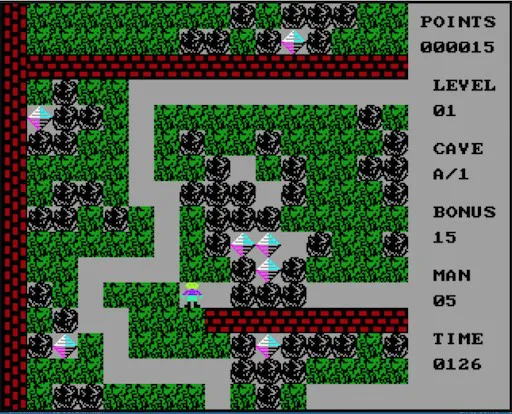 POINTS
000015
LEVEL
01
CAVE
A/1
BONUS
15
MAN
05
TIME
0126